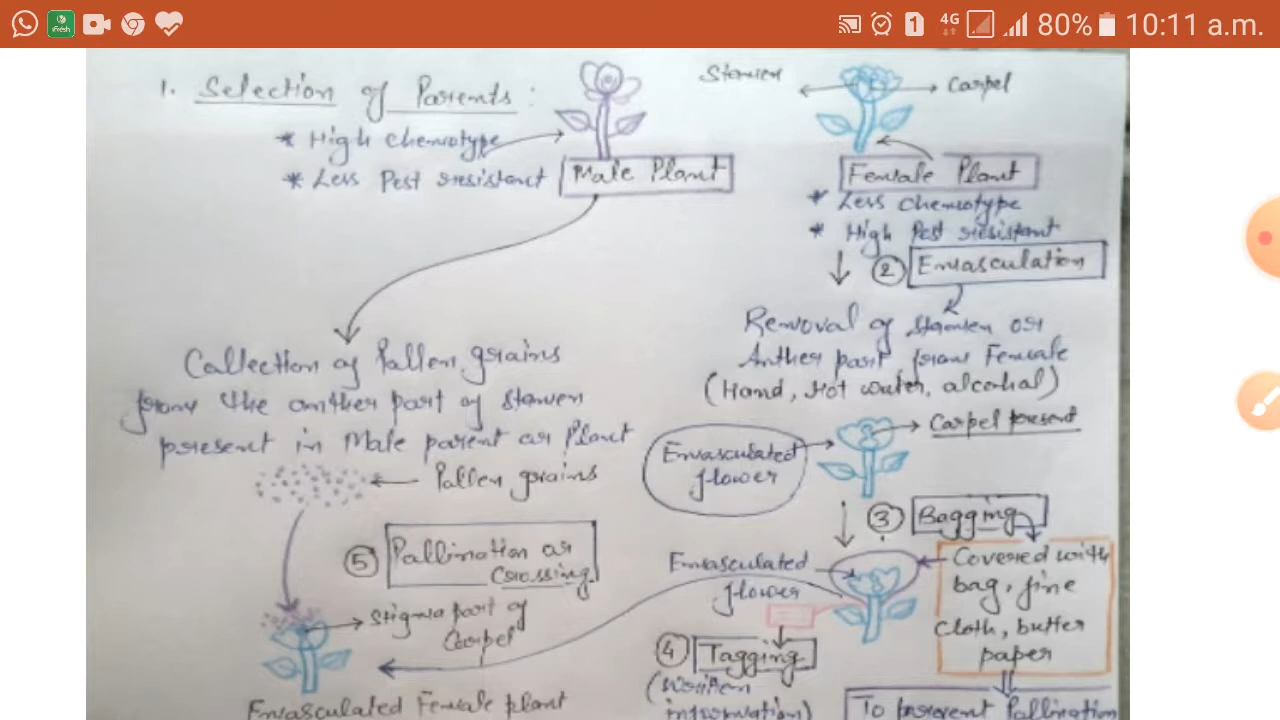 iFresh
1
4G
80%
10:11 a.m.
1. Selection of Parents :
* High chemotype
* Less Pest resistant
Male Plant
Stamen
Carpel
Female Plant
* Less chemotype
* High Pest resistant
2 Emasculation
Removal of stamen or
Anther part from Female
(Hand, Hot water, alcohol)
Collection of Pollen grains
from the anther part of stamen
present in Male parent or Plant
Pollen grains
Emasculated
flower
Carpel present
3 Bagging
Covered with
bag, fine
cloth, butter
paper
Emasculated
flower
4 Tagging
(Written
information)
To prevent Pollination
5 Pollination or
Crossing
Stigma part of
Carpel
Emasculated Female plant